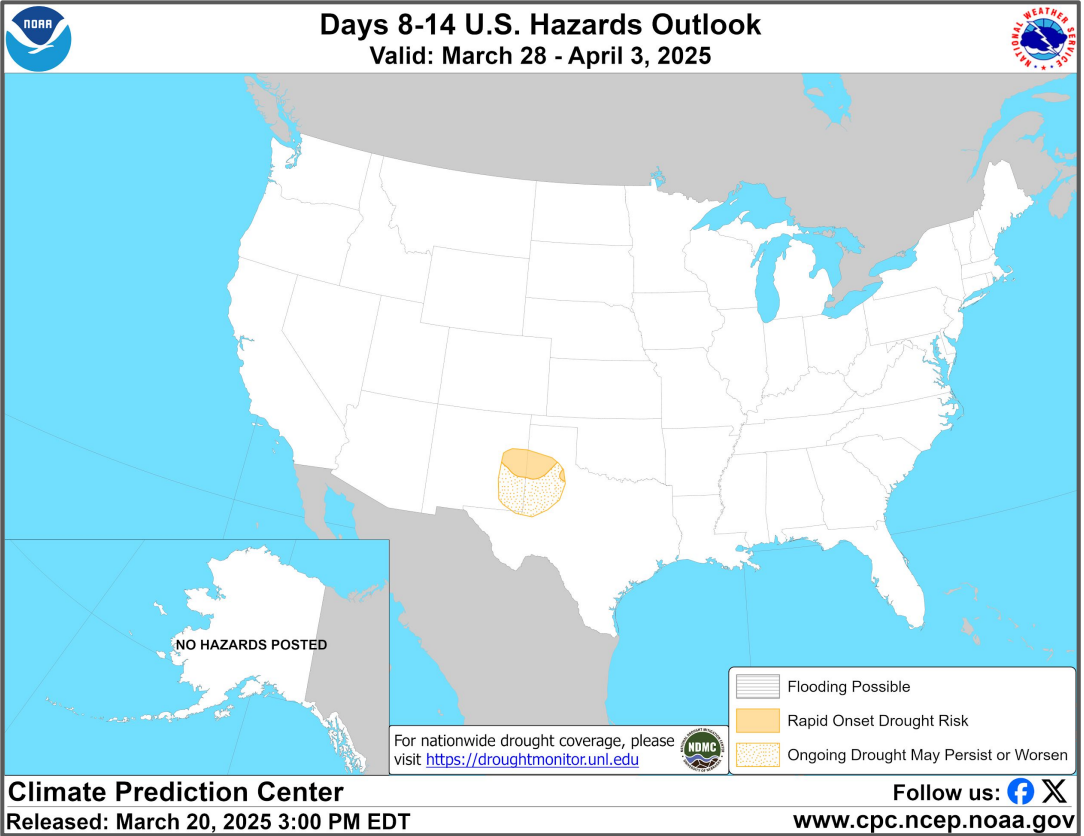 NOAA
Days 8-14 U.S. Hazards Outlook
Valid: March 28 - April 3, 2025
NATIONAL WEATHER SERVICE
NO HAZARDS POSTED
For nationwide drought coverage, please
visit https://droughtmonitor.unl.edu
NDMC
Flooding Possible
Rapid Onset Drought Risk
Ongoing Drought May Persist or Worsen
Climate Prediction Center
Follow us:
Released: March 20, 2025 3:00 PM EDT
www.cpc.ncep.noaa.gov